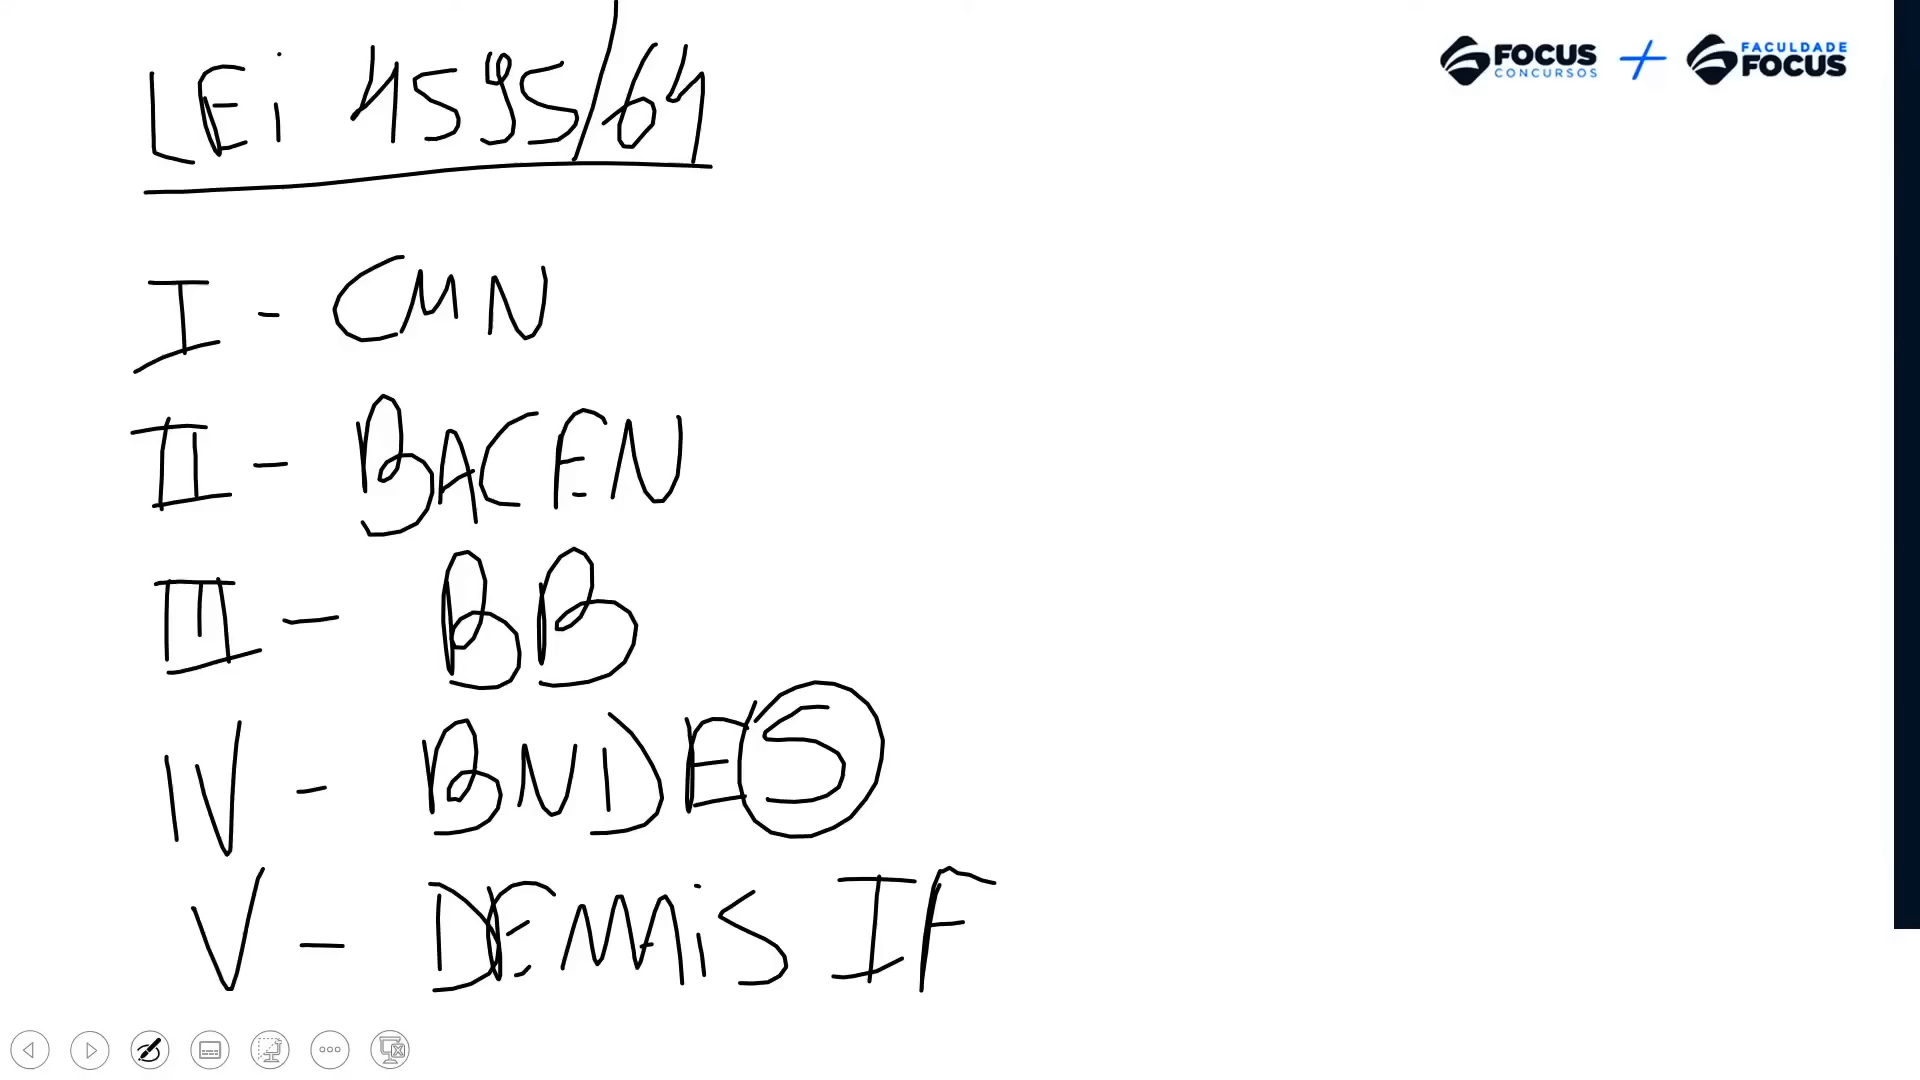 LEi 4595/64
FOCUS CONCURSOS + FACULDADE FOCUS
I - CMN
II - BACEN
III - BB
IV - BNDES
V - DEMAiS IF